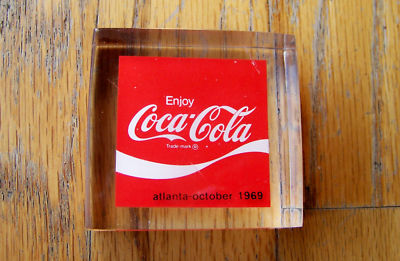 Enjoy
Coca-Cola
Trade-mark ®
atlanta-october 1969